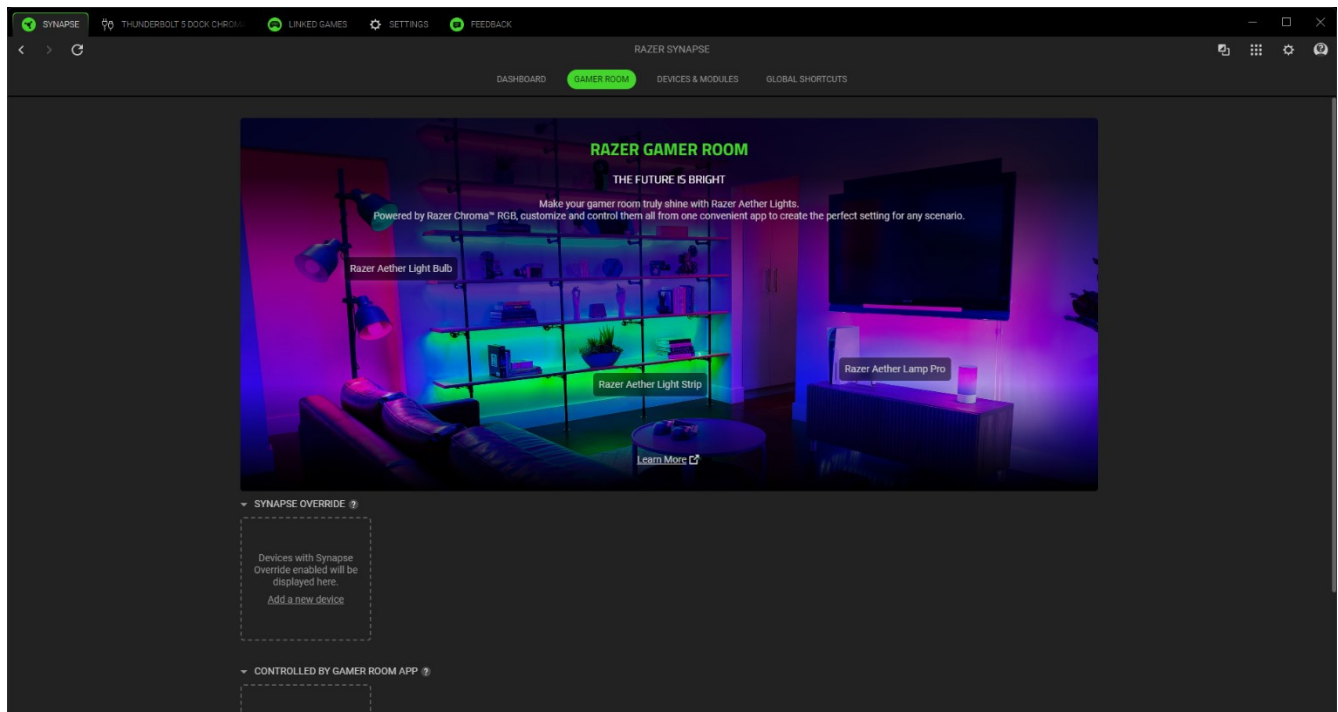 SYNAPSE
THUNDERBOLT 5 DOCK CHROMA
LINKED GAMES
SETTINGS
FEEDBACK
RAZER SYNAPSE
DASHBOARD
GAMER ROOM
DEVICES & MODULES
GLOBAL SHORTCUTS
RAZER GAMER ROOM
THE FUTURE IS BRIGHT
Make your gamer room truly shine with Razer Aether Lights.
Powered by Razer Chroma™ RGB, customize and control them all from one convenient app to create the perfect setting for any scenario.
Razer Aether Light Bulb
Razer Aether Lamp Pro
Razer Aether Light Strip
Learn More
SYNAPSE OVERRIDE ?
Devices with Synapse
Override enabled will be
displayed here.
Add a new device
CONTROLLED BY GAMER ROOM APP ?